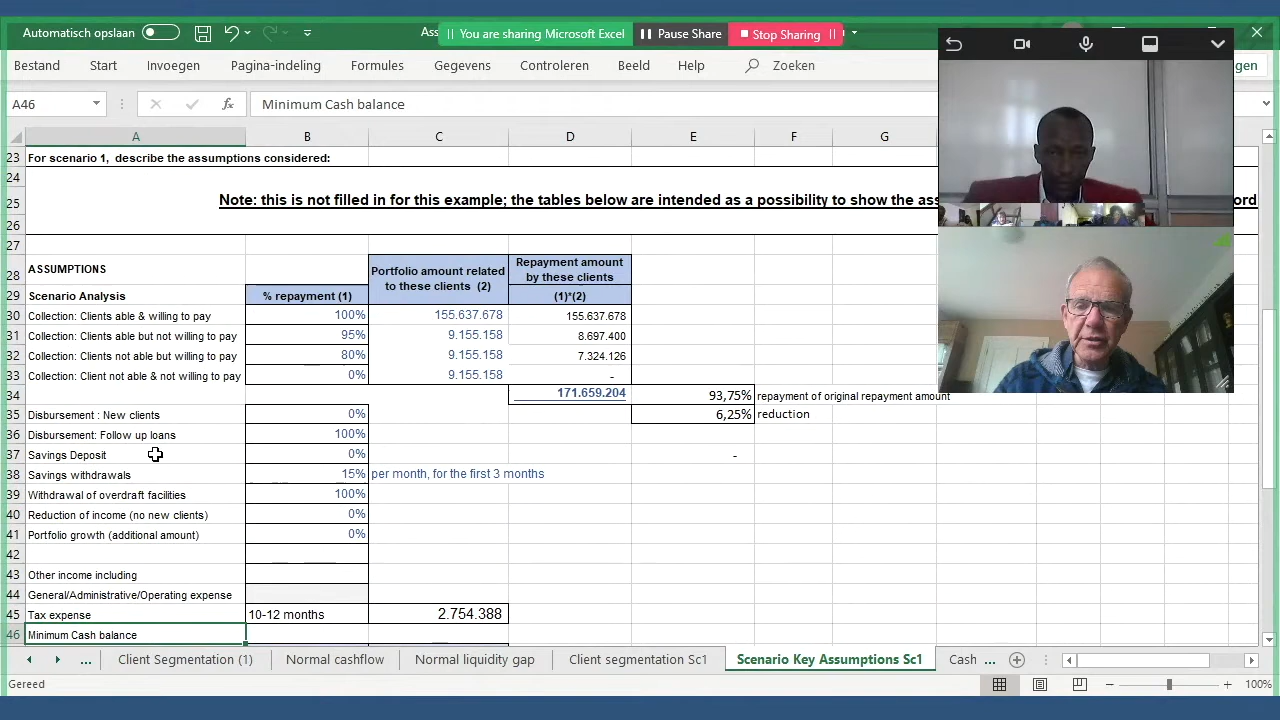 Automatisch opslaan
Ass
You are sharing Microsoft Excel
Pause Share
Stop Sharing
Bestand Start Invoegen Pagina-indeling Formules Gegevens Controleren Beeld Help Zoeken gen
A46 fx Minimum Cash balance
A B C D E F G
23 For scenario 1, describe the assumptions considered:
24
25 Note: this is not filled in for this example; the tables below are intended as a possibility to show the ass ord
26
27
28 ASSUMPTIONS Portfolio amount related to these clients (2) Repayment amount by these clients
29 Scenario Analysis % repayment (1) (1)*(2)
30 Collection: Clients able & willing to pay 100% 155.637.678 155.637.678
31 Collection: Clients able but not willing to pay 95% 9.155.158 8.697.400
32 Collection: Clients not able but willing to pay 80% 9.155.158 7.324.126
33 Collection: Client not able & not willing to pay 0% 9.155.158 -
34 171.659.204 93,75% repayment of original repayment amount
35 Disbursement : New clients 0% 6,25% reduction
36 Disbursement: Follow up loans 100%
37 Savings Deposit 0% -
38 Savings withdrawals 15% per month, for the first 3 months
39 Withdrawal of overdraft facilities 100%
40 Reduction of income (no new clients) 0%
41 Portfolio growth (additional amount) 0%
42
43 Other income including
44 General/Administrative/Operating expense
45 Tax expense 10-12 months 2.754.388
46 Minimum Cash balance
... Client Segmentation (1) Normal cashflow Normal liquidity gap Client segmentation Sc1 Scenario Key Assumptions Sc1 Cash ...
Gereed 100%